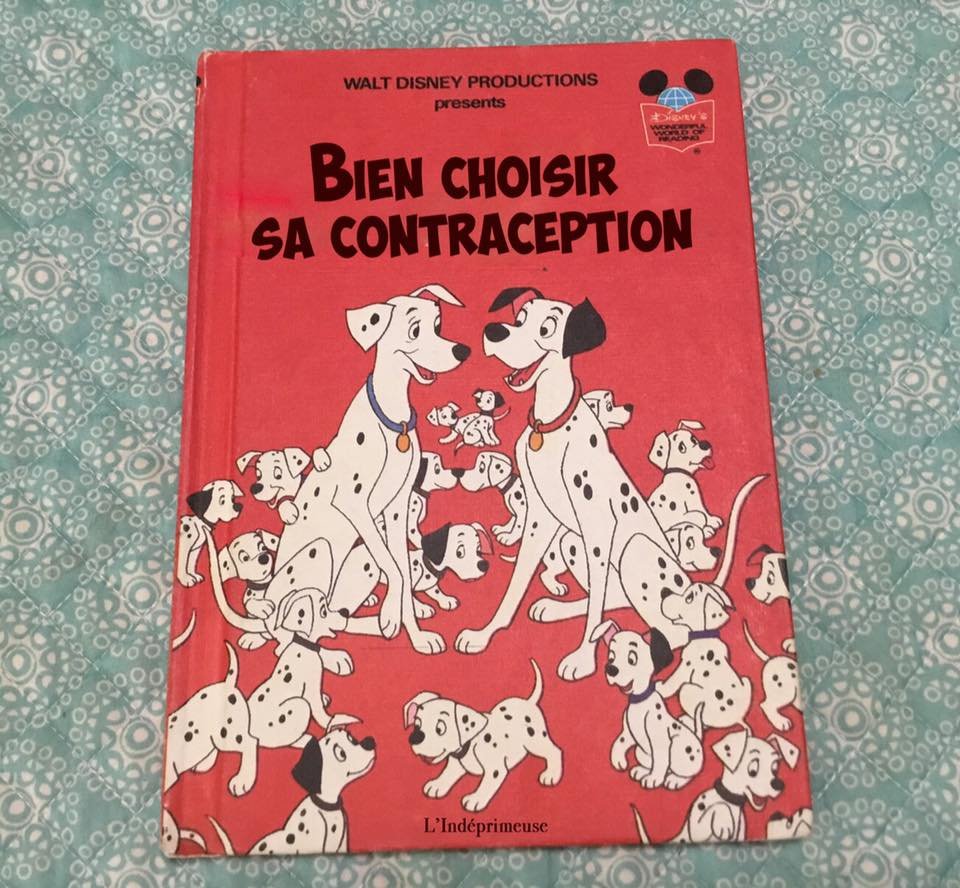 WALT DISNEY PRODUCTIONS
presents
DISNEY'S
WONDERFUL
WORLD OF
READING
®
BIEN CHOISIR
SA CONTRACEPTION
L'Indéprimeuse